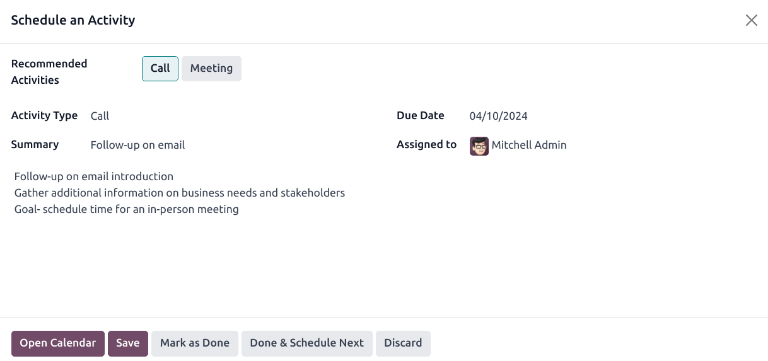 Schedule an Activity
Recommended
Activities
Call
Meeting
Activity Type Call
Due Date 04/10/2024
Summary Follow-up on email
Assigned to Mitchell Admin
Follow-up on email introduction
Gather additional information on business needs and stakeholders
Goal- schedule time for an in-person meeting
Open Calendar
Save
Mark as Done
Done & Schedule Next
Discard